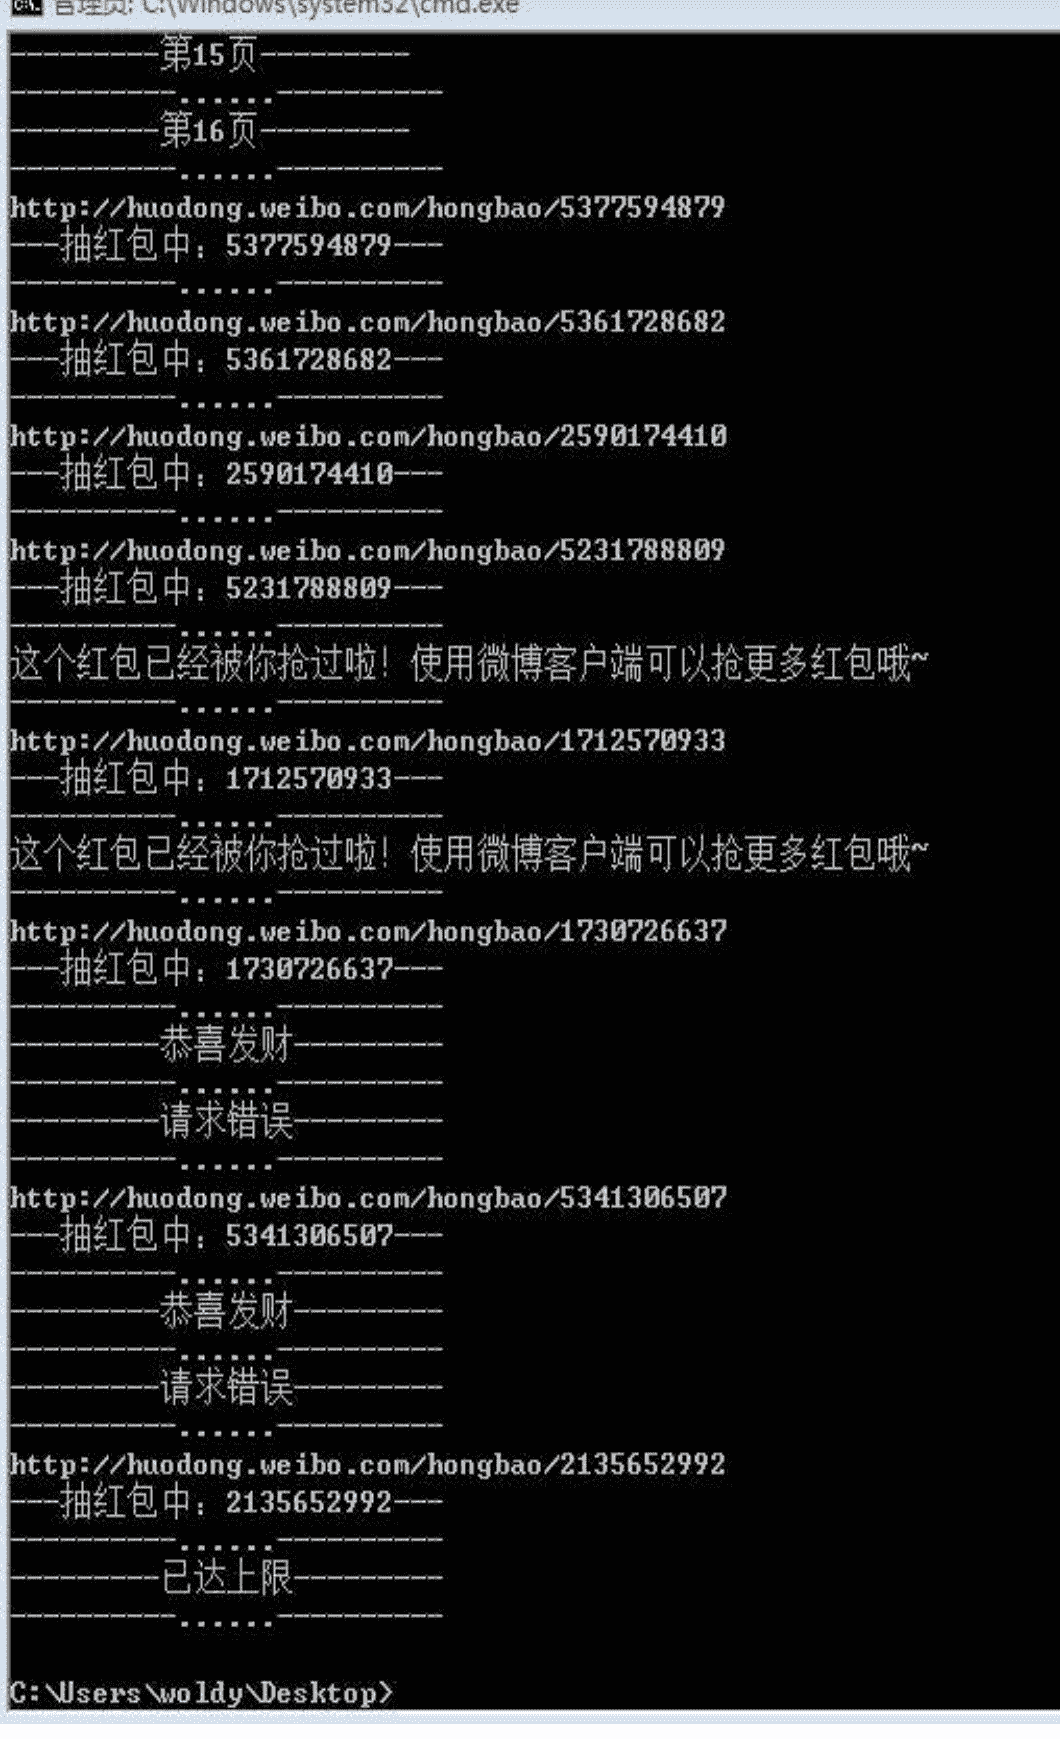 管理员: C:\Windows\system32\cmd.exe
---------第15页---------
----------......----------
---------第16页---------
----------......----------
http://huodong.weibo.com/hongbao/5377594879
---抽红包中：5377594879---
----------......----------
http://huodong.weibo.com/hongbao/5361728682
---抽红包中：5361728682---
----------......----------
http://huodong.weibo.com/hongbao/2590174410
---抽红包中：2590174410---
----------......----------
http://huodong.weibo.com/hongbao/5231788809
---抽红包中：5231788809---
----------......----------
这个红包已经被你抢过啦！使用微博客户端可以抢更多红包哦~
----------......----------
http://huodong.weibo.com/hongbao/1712570933
---抽红包中：1712570933---
----------......----------
这个红包已经被你抢过啦！使用微博客户端可以抢更多红包哦~
----------......----------
http://huodong.weibo.com/hongbao/1730726637
---抽红包中：1730726637---
----------......----------
---------恭喜发财---------
----------......----------
---------请求错误---------
----------......----------
http://huodong.weibo.com/hongbao/5341306507
---抽红包中：5341306507---
----------......----------
---------恭喜发财---------
----------......----------
---------请求错误---------
----------......----------
http://huodong.weibo.com/hongbao/2135652992
---抽红包中：2135652992---
----------......----------
---------已达上限---------
----------......----------
C:\Users\woldy\Desktop>